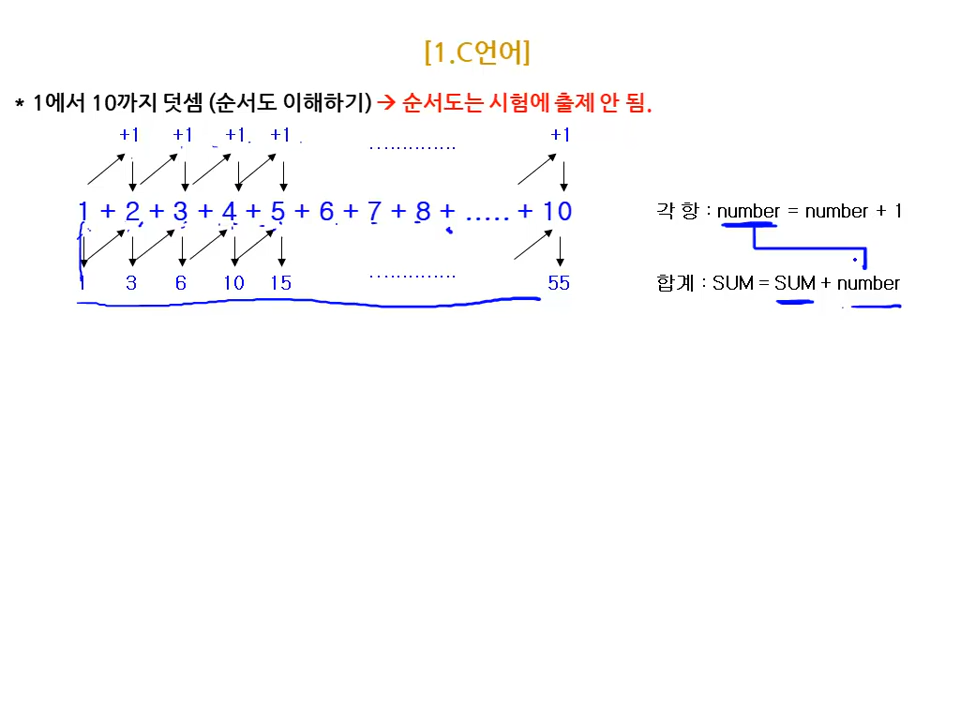 [1.C언어]
* 1에서 10까지 덧셈 (순서도 이해하기) → 순서도는 시험에 출제 안 됨.
+1 +1 +1 +1 ............. +1
1 + 2 + 3 + 4 + 5 + 6 + 7 + 8 + ..... + 10
각 항 : number = number + 1
1 3 6 10 15 ............. 55
합계 : SUM = SUM + number